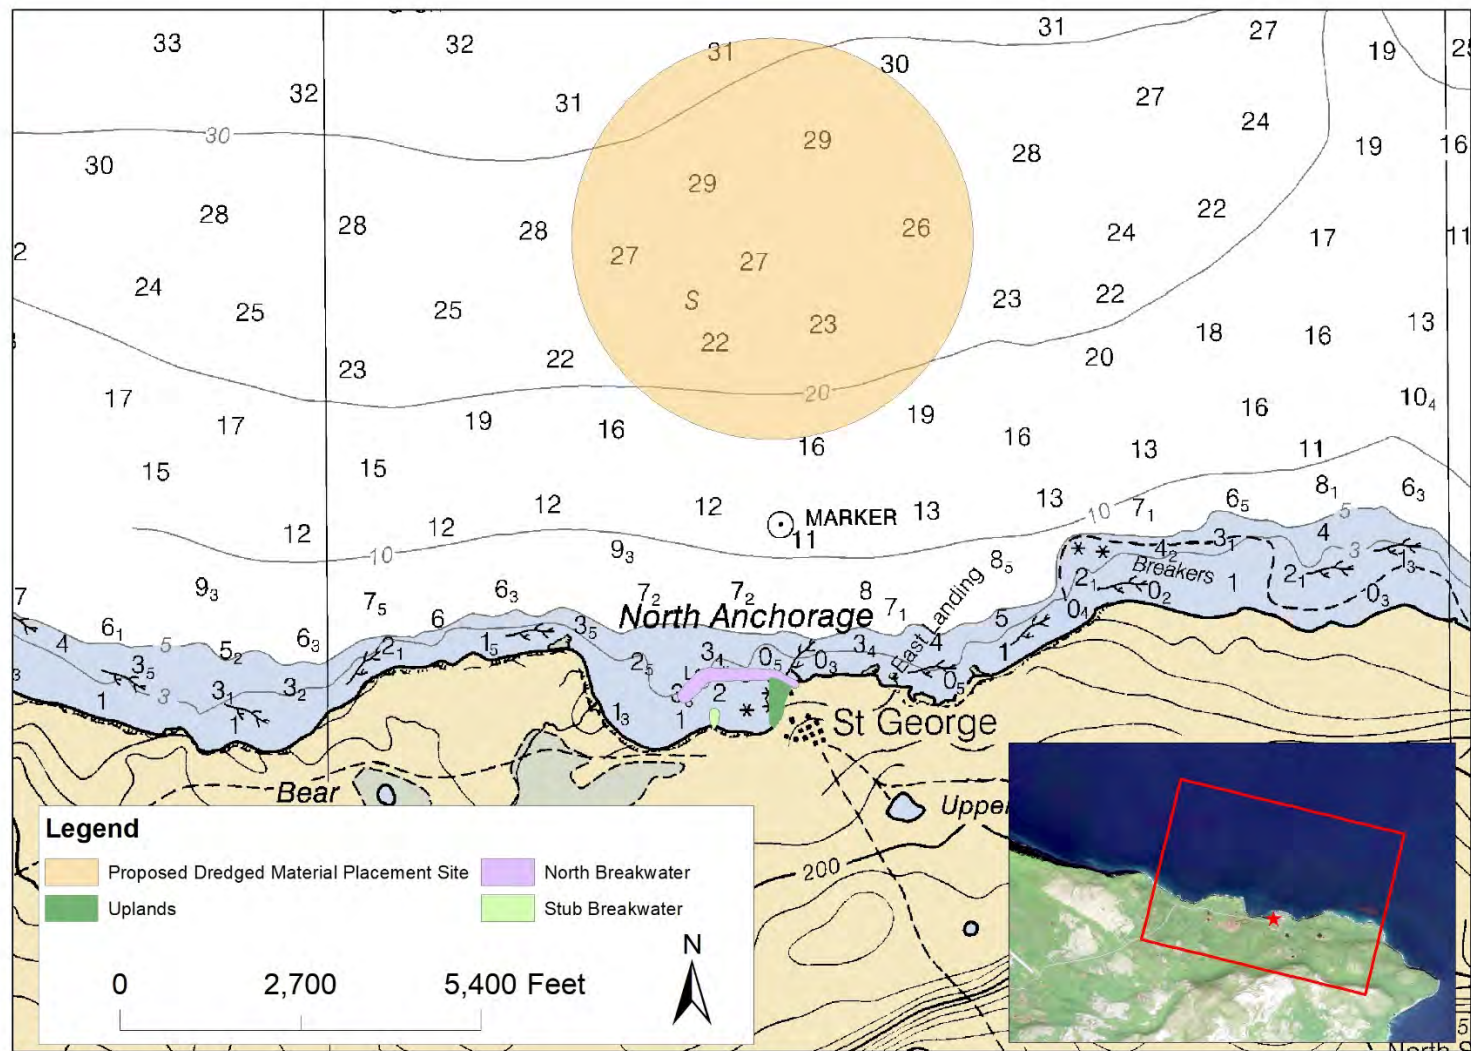 33 32 31 31 27 19 28
32 31 30 27
30 30 29 28 24 19 16
28 28 28 29 26 24 22 17 11
2 27 27
24 25 25 S 23 22
22 23 18 16 13
23 22 20
17 17 19 16 20 19 16 10₄
15 15 16 16 13 11
12 12 12 12 MARKER 13 13 10 7₁ 6₅ 8₁ 6₃
10 9₃ 11 5
7 9₃ 7₅ 6₃ 7₂ 7₂ 8 8₅ 4₂ 3₁ 4 3 1₃
Breakers
2₁ 0₂ 1 2₁ 0₃
North Anchorage 7₁ East Landing 5 0₄
4 6₁ 5 5₂ 6₃ 2₁ 6 1₅ 3₅ 2₅ 3₄ 0₅ 0₃ 3₄ 4 0₅ 1
3₅ 3 3₁ 3₂ 1 1 1₃ 1 2
St George
Bear
Upper
200
Legend
Proposed Dredged Material Placement Site
North Breakwater
Uplands
Stub Breakwater
N
0 2,700 5,400 Feet
5